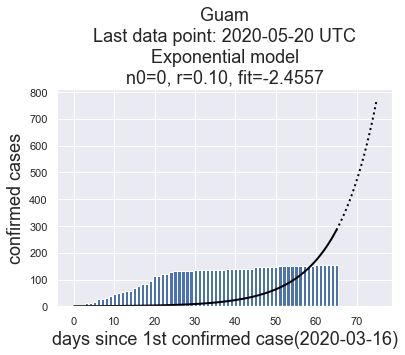 Guam
Last data point: 2020-05-20 UTC
Exponential model
n0=0, r=0.10, fit=-2.4557
800
700
600
500
400
300
200
100
0
confirmed cases
0 10 20 30 40 50 60 70
days since 1st confirmed case(2020-03-16)